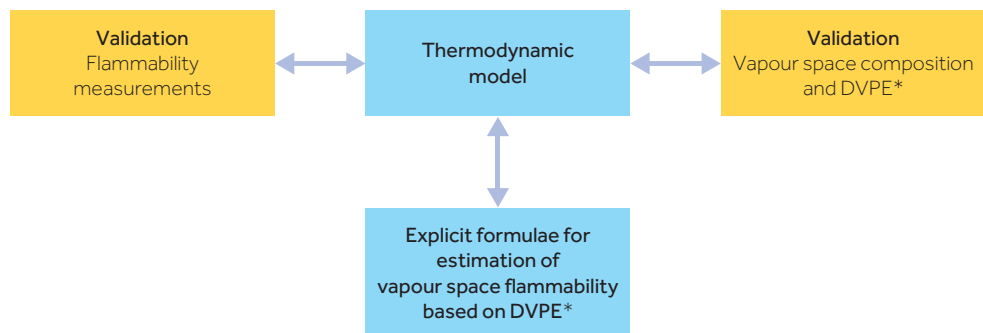 Validation
Flammability
measurements
Thermodynamic
model
Validation
Vapour space composition
and DVPE*
Explicit formulae for
estimation of
vapour space flammability
based on DVPE*